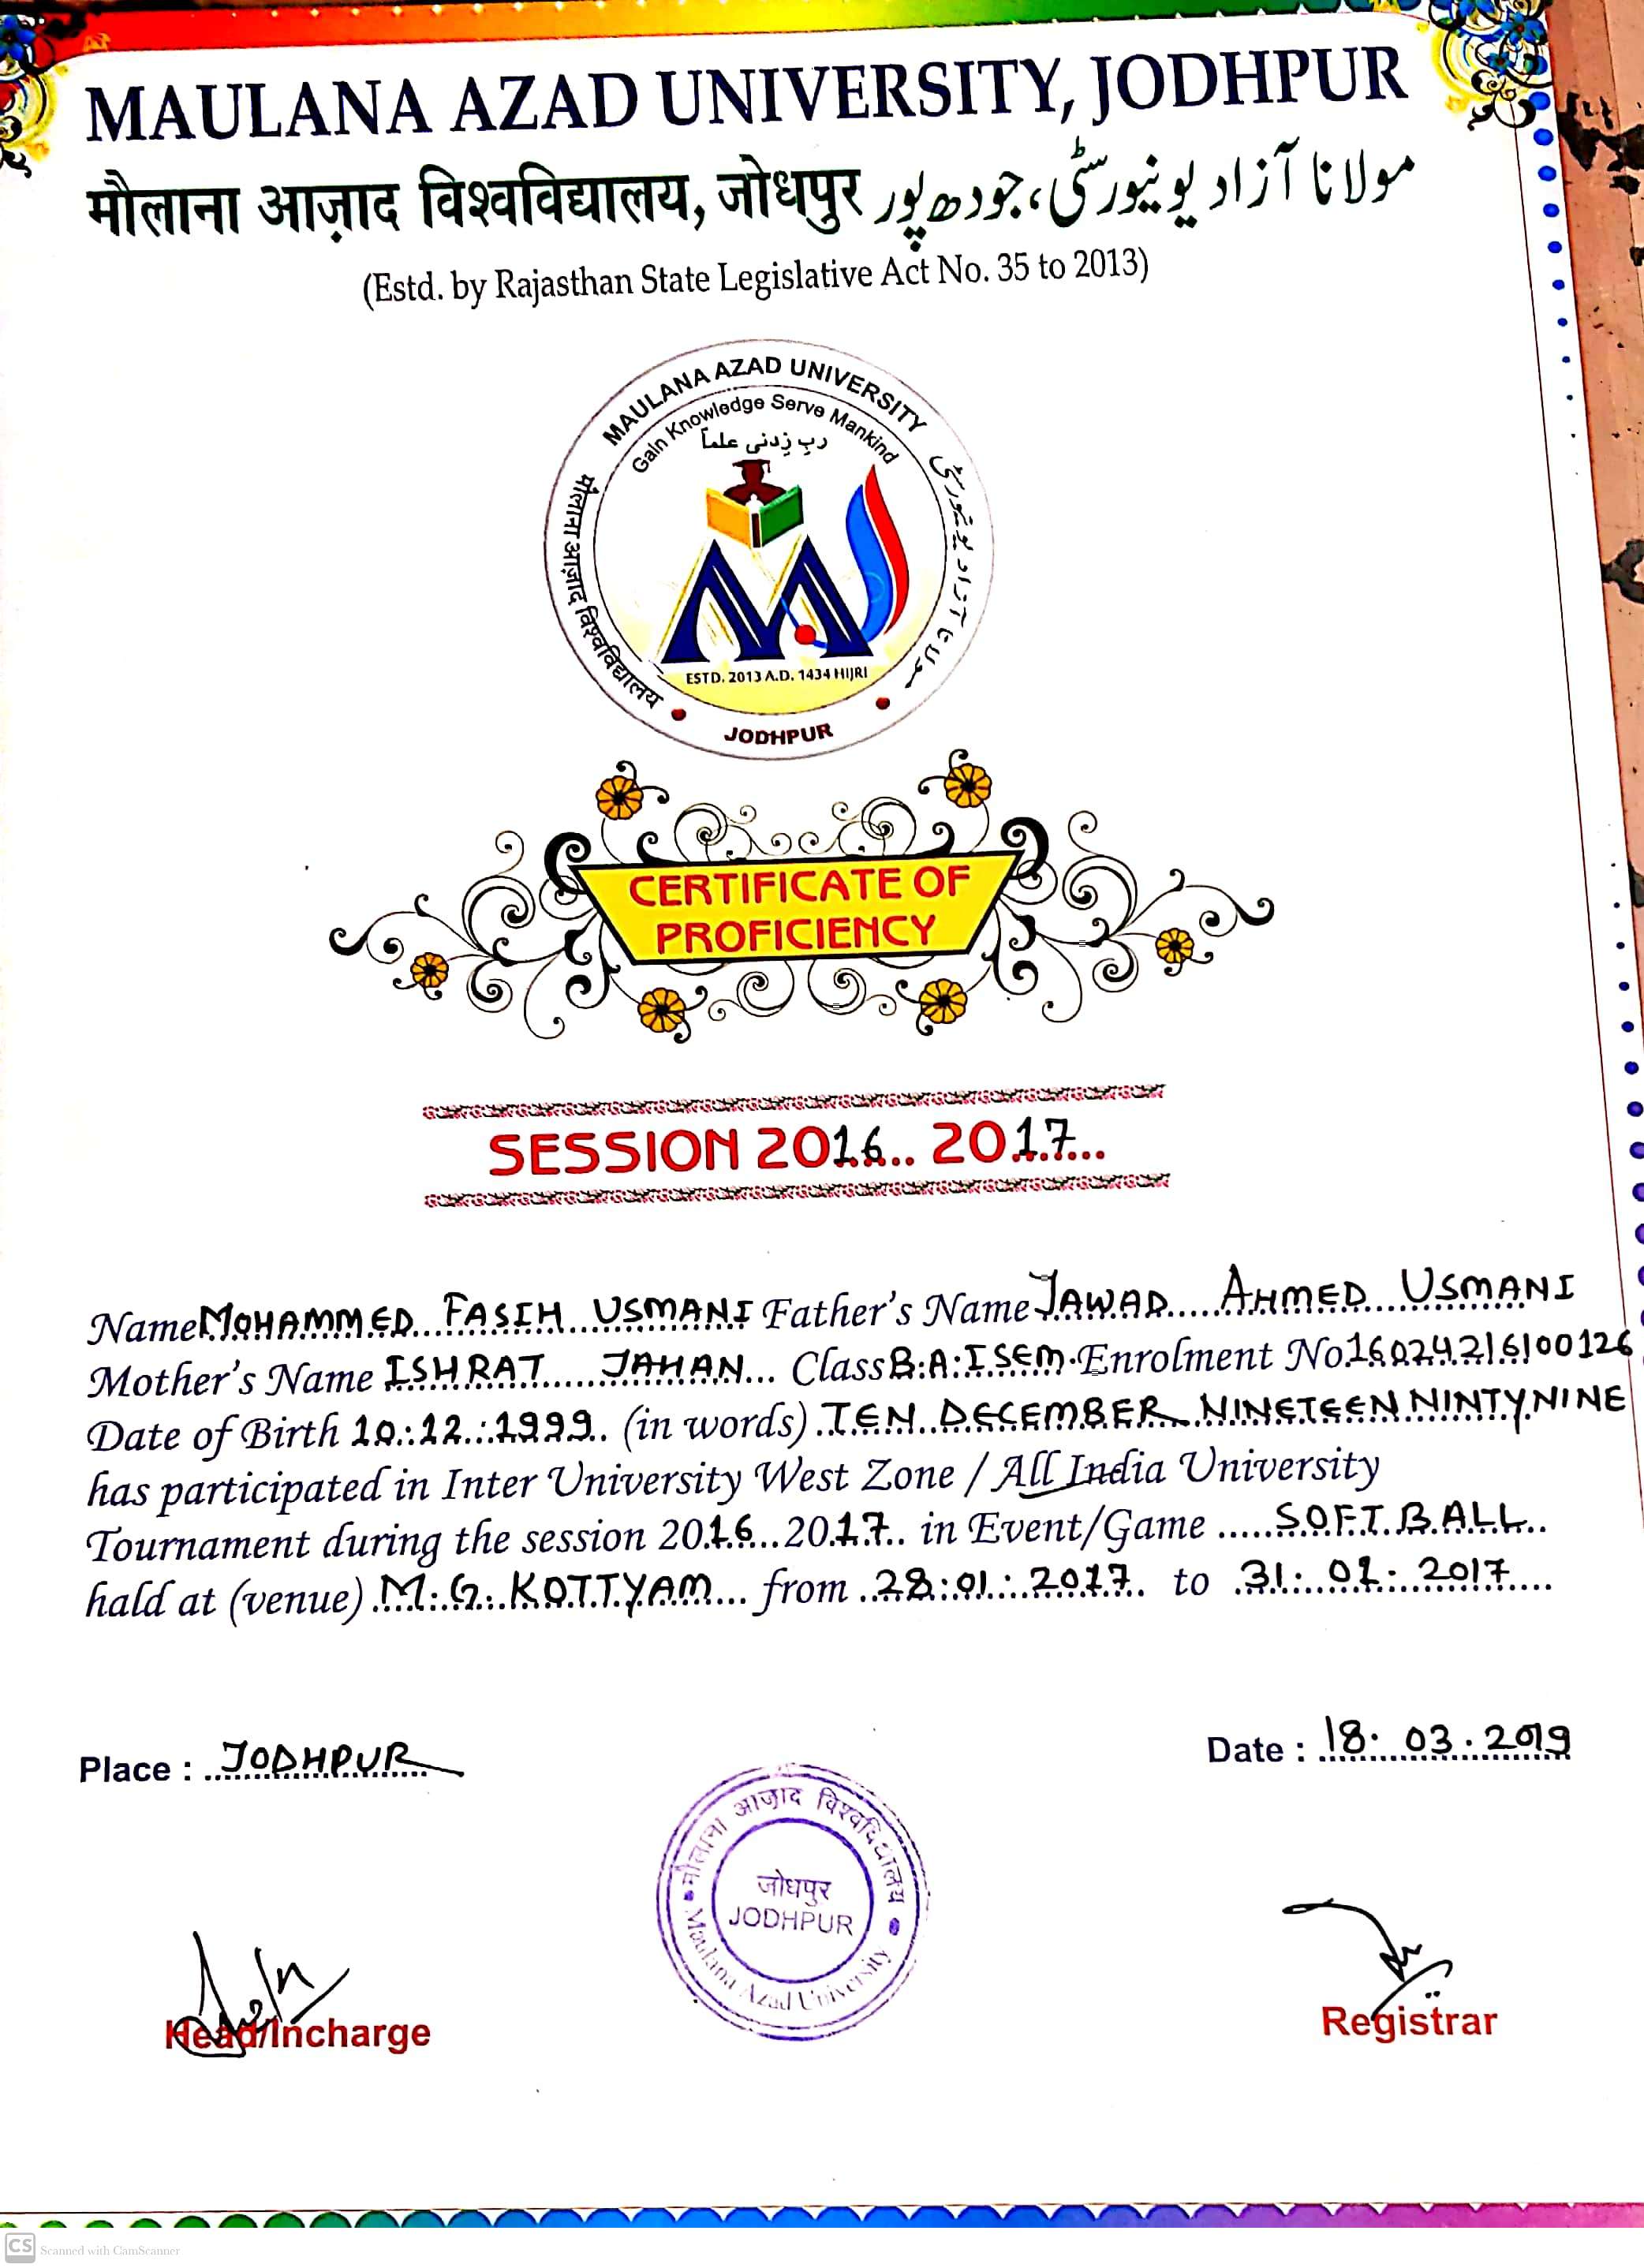 MAULANA AZAD UNIVERSITY, JODHPUR
मौलाना आज़ाद विश्वविद्यालय, जोधपुर مولانا آزاد یونیورسٹی، جودھپور
(Estd. by Rajasthan State Legislative Act No. 35 to 2013)
MAULANA AZAD UNIVERSITY
Gain Knowledge Serve Mankind
ربِ زِدنی علماً
मौलाना आज़ाद विश्वविद्यालय
مولانا آزاد یونیورسٹی
ESTD. 2013 A.D. 1434 HIJRI
JODHPUR
CERTIFICATE OF
PROFICIENCY
SESSION 2016.. 2017...
Name MOHAMMED FASIH USMANI Father's Name JAWAD AHMED USMANI
Mother's Name ISHRAT JAHAN Class B.A. I SEM. Enrolment No. 16024216100126
Date of Birth 10.12.1999. (in words) TEN DECEMBER NINETEEN NINTY NINE
has participated in Inter University West Zone / All India University
Tournament during the session 2016...2017.. in Event/Game SOFT BALL
hald at (venue) M.G. KOTTYAM from 28.01.2017 to 31.01.2017
Place : JODHPUR
Date : 18.03.2019
मौलाना आज़ाद विश्वविद्यालय
जोधपुर
JODHPUR
Maulana Azad University
Head/Incharge
Registrar
CS Scanned with CamScanner